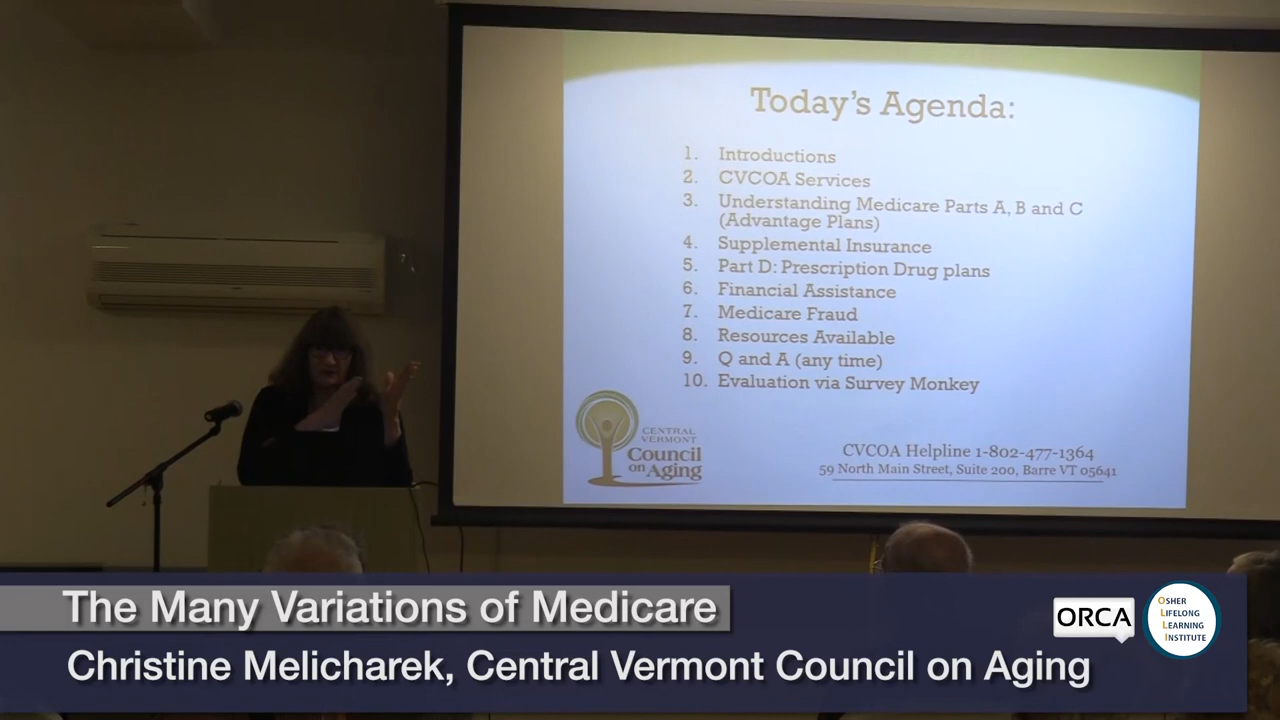 Today's Agenda:
1. Introductions
2. CVCOA Services
3. Understanding Medicare Parts A, B and C
(Advantage Plans)
4. Supplemental Insurance
5. Part D: Prescription Drug plans
6. Financial Assistance
7. Medicare Fraud
8. Resources Available
9. Q and A (any time)
10. Evaluation via Survey Monkey
CENTRAL
VERMONT
Council
on Aging
CVCOA Helpline 1-802-477-1364
59 North Main Street, Suite 200, Barre VT 05641
The Many Variations of Medicare
Christine Melicharek, Central Vermont Council on Aging
ORCA
OSHER
LIFELONG
LEARNING
INSTITUTE